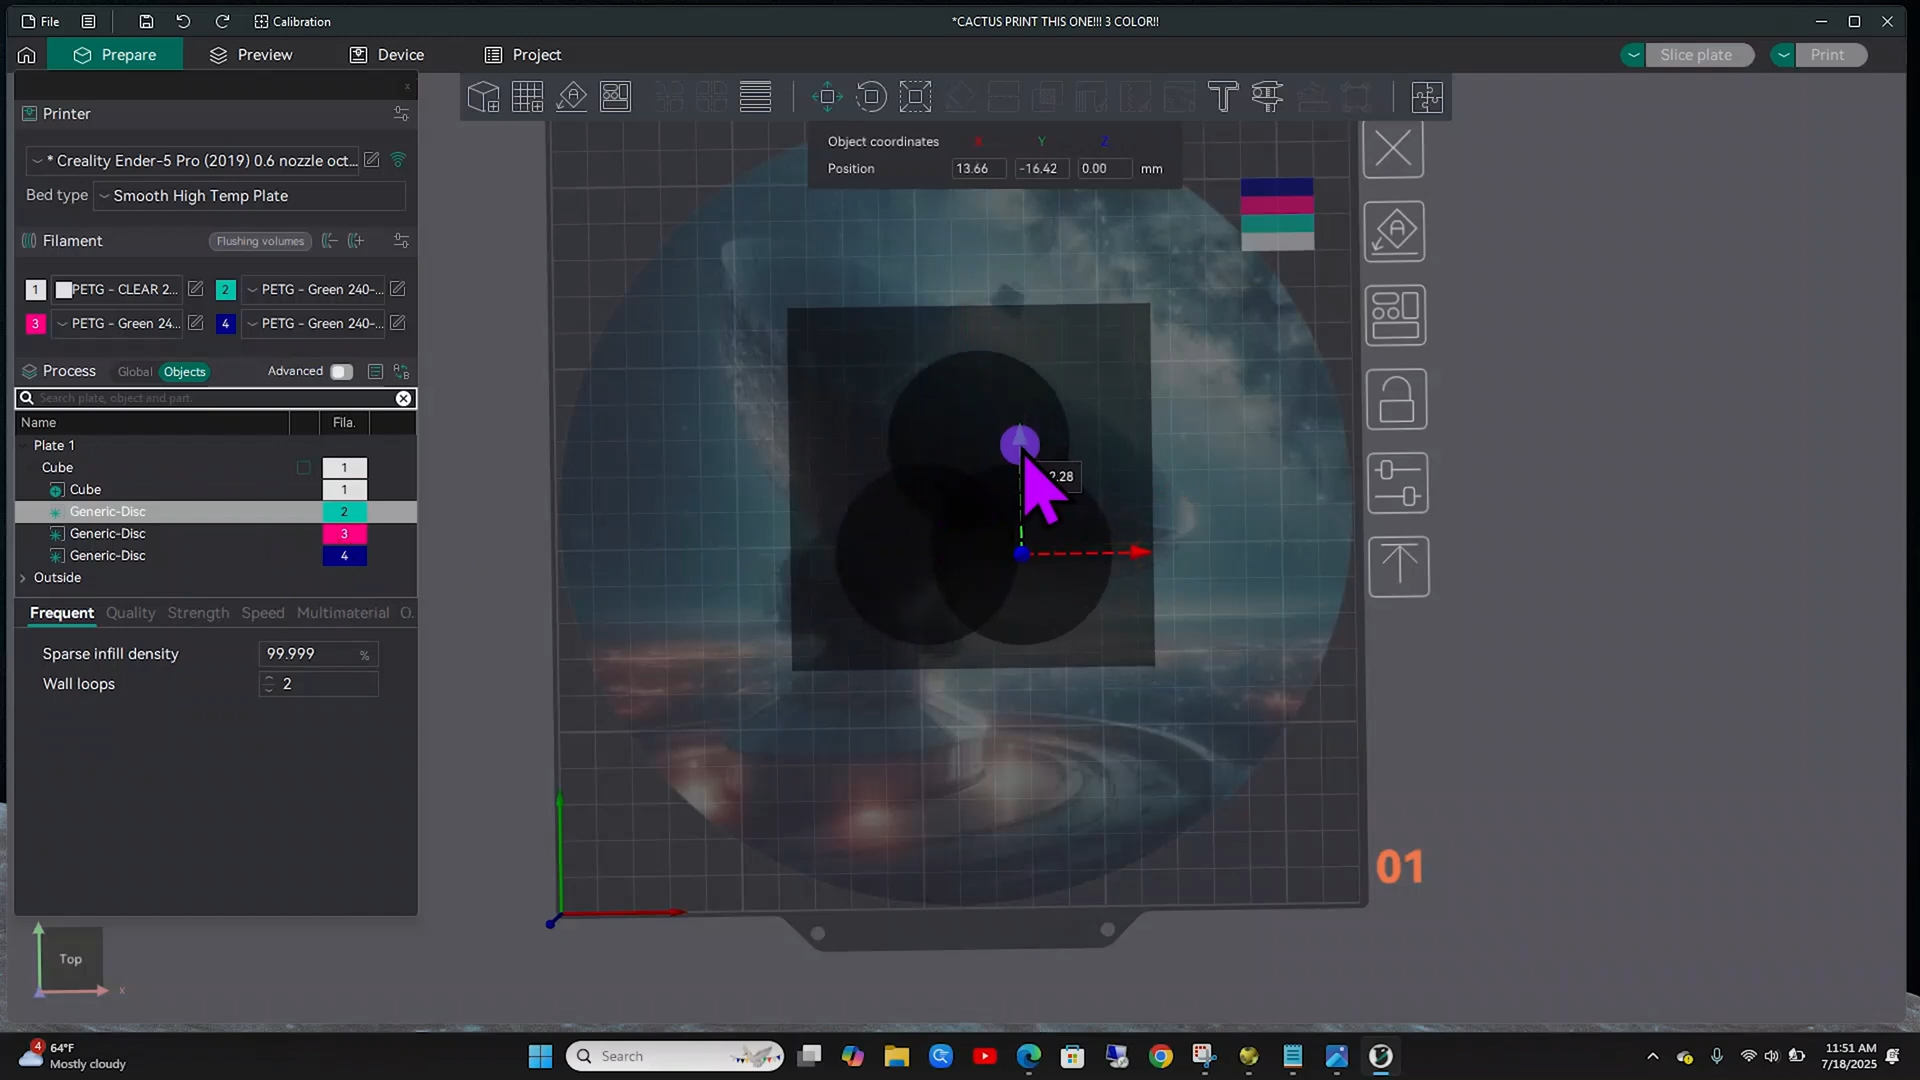 File
Calibration
*CACTUS PRINT THIS ONE!!! 3 COLOR!!
Prepare
Preview
Device
Project
Slice plate
Print
Printer
* Creality Ender-5 Pro (2019) 0.6 nozzle oct...
Bed type
Smooth High Temp Plate
Filament
Flushing volumes
1
PETG - CLEAR 2...
2
PETG - Green 240-...
3
PETG - Green 24...
4
PETG - Green 240-...
Process
Global
Objects
Advanced
Search plate, object and part.
Name
Fila.
Plate 1
Cube
1
Cube
1
Generic-Disc
2
Generic-Disc
3
Generic-Disc
4
Outside
Frequent
Quality
Strength
Speed
Multimaterial
O.
Sparse infill density
99.999
%
Wall loops
2
Object coordinates
X
Y
Z
Position
13.66
-16.42
0.00
mm
2.28
01
Top
x
4
64°F
Mostly cloudy
Search
11:51 AM
7/18/2025